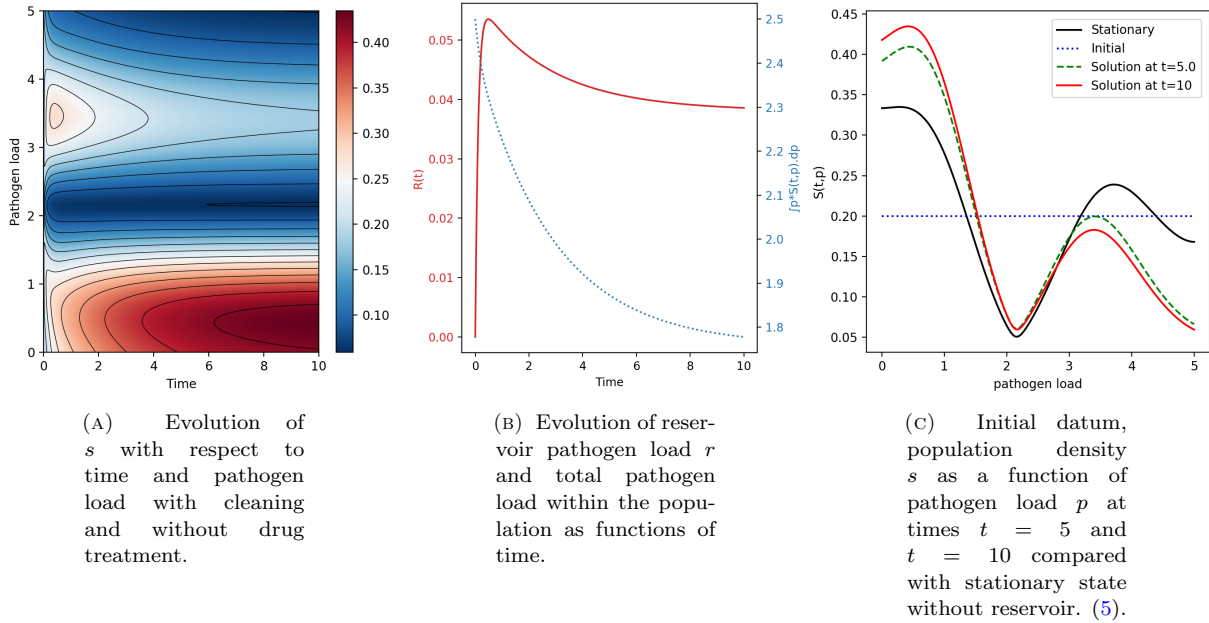 5
4
3
2
1
0
Pathogen load
0
2
4
6
8
10
Time
0.40
0.35
0.30
0.25
0.20
0.15
0.10
0.05
0.04
0.03
0.02
0.01
0.00
R(t)
0
2
4
6
8
10
Time
2.5
2.4
2.3
2.2
2.1
2.0
1.9
1.8
∫p*S(t,p).dp
0.45
0.40
0.35
0.30
0.25
0.20
0.15
0.10
0.05
S(t,p)
Stationary
Initial
Solution at t=5.0
Solution at t=10
0
1
2
3
4
5
pathogen load
(A) Evolution of
s with respect to
time and pathogen
load with cleaning
and without drug
treatment.
(B) Evolution of reser-
voir pathogen load r
and total pathogen
load within the popu-
lation as functions of
time.
(C) Initial datum,
population density
s as a function of
pathogen load p at
times t = 5 and
t = 10 compared
with stationary state
without reservoir. (5).